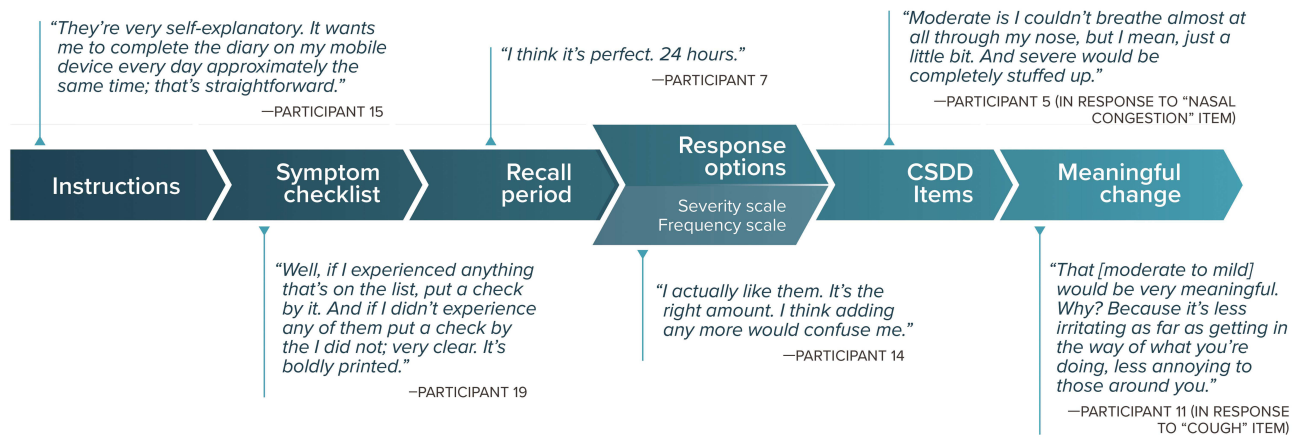 “They’re very self-explanatory. It wants
me to complete the diary on my mobile
device every day approximately the
same time; that’s straightforward.”
—PARTICIPANT 15
“I think it’s perfect. 24 hours.”
—PARTICIPANT 7
“Moderate is I couldn’t breathe almost at
all through my nose, but I mean, just a
little bit. And severe would be
completely stuffed up.”
—PARTICIPANT 5 (IN RESPONSE TO “NASAL
CONGESTION” ITEM)
Instructions
Symptom
checklist
Recall
period
Response
options
Severity scale
Frequency scale
CSDD
Items
Meaningful
change
“Well, if I experienced anything
that’s on the list, put a check
by it. And if I didn’t experience
any of them put a check by
the I did not; very clear. It’s
boldly printed.”
—PARTICIPANT 19
“I actually like them. It’s the
right amount. I think adding
any more would confuse me.”
—PARTICIPANT 14
“That [moderate to mild]
would be very meaningful.
Why? Because it’s less
irritating as far as getting in
the way of what you’re
doing, less annoying to
those around you.”
—PARTICIPANT 11 (IN RESPONSE
TO “COUGH” ITEM)